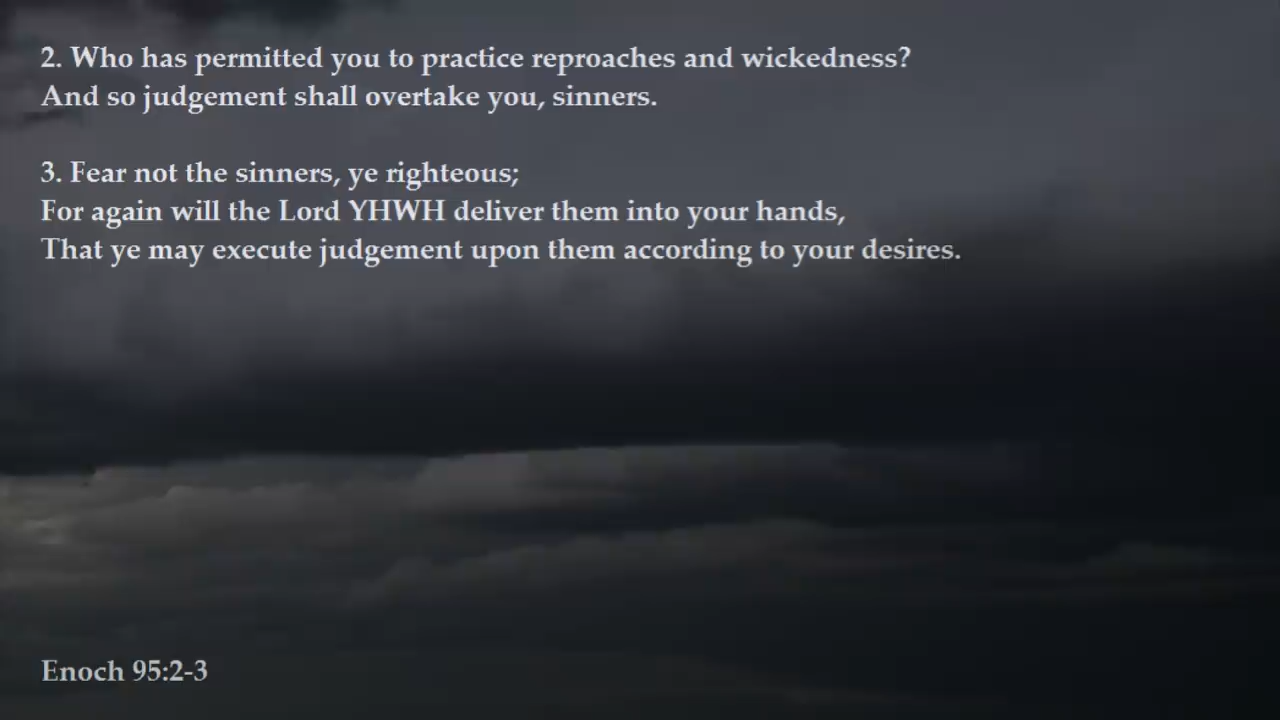 2. Who has permitted you to practice reproaches and wickedness?
And so judgement shall overtake you, sinners.
3. Fear not the sinners, ye righteous;
For again will the Lord YHWH deliver them into your hands,
That ye may execute judgement upon them according to your desires.
Enoch 95:2-3